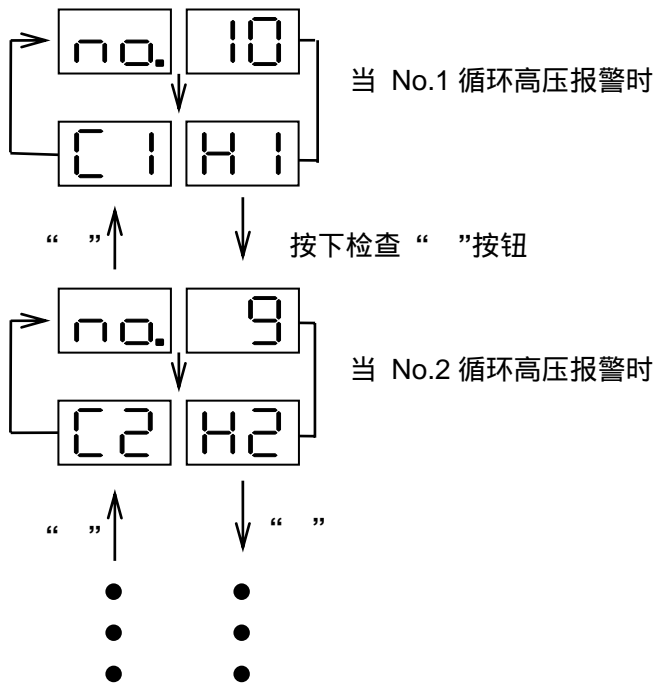 no. 10
当 No.1 循环高压报警时
C1 H1
“ ” 按下检查 “ ”按钮
no. 9
当 No.2 循环高压报警时
C2 H2
“ ” “ ”